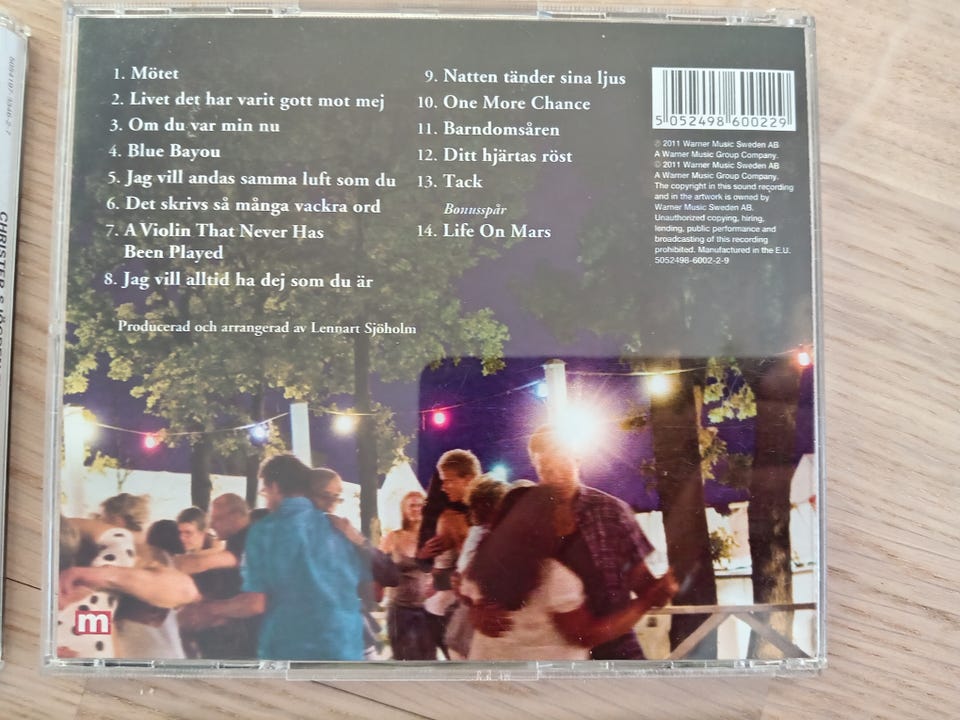 1. Mötet
2. Livet det har varit gott mot mej
3. Om du var min nu
4. Blue Bayou
5. Jag vill andas samma luft som du
6. Det skrivs så många vackra ord
7. A Violin That Never Has
Been Played
8. Jag vill alltid ha dej som du är
9. Natten tänder sina ljus
10. One More Chance
11. Barndomsåren
12. Ditt hjärtas röst
13. Tack
Bonusspår
14. Life On Mars
Producerad och arrangerad av Lennart Sjöholm
5 052498 600229
℗ 2011 Warner Music Sweden AB
A Warner Music Group Company.
© 2011 Warner Music Sweden AB
A Warner Music Group Company.
The copyright in this sound recording
and in the artwork is owned by
Warner Music Sweden AB.
Unauthorized copying, hiring,
lending, public performance and
broadcasting of this recording
prohibited. Manufactured in the E.U.
5052498-6002-2-9
m
CHRISTER